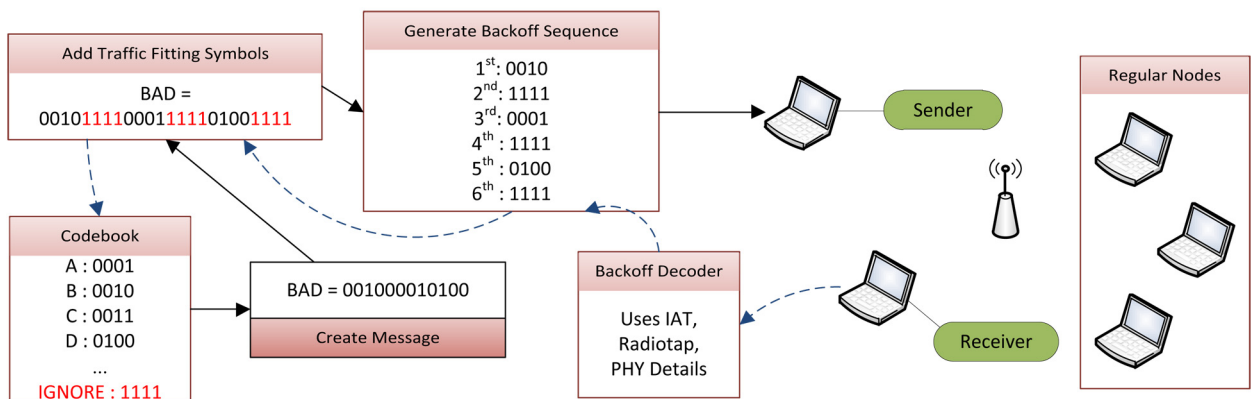 Add Traffic Fitting Symbols
BAD =
001011110001111101001111
Generate Backoff Sequence
1st: 0010
2nd: 1111
3rd: 0001
4th : 1111
5th: 0100
6th : 1111
Sender
Regular Nodes
Codebook
A : 0001
B : 0010
C : 0011
D : 0100
...
IGNORE : 1111
BAD = 001000010100
Create Message
Backoff Decoder
Uses IAT,
Radiotap,
PHY Details
Receiver